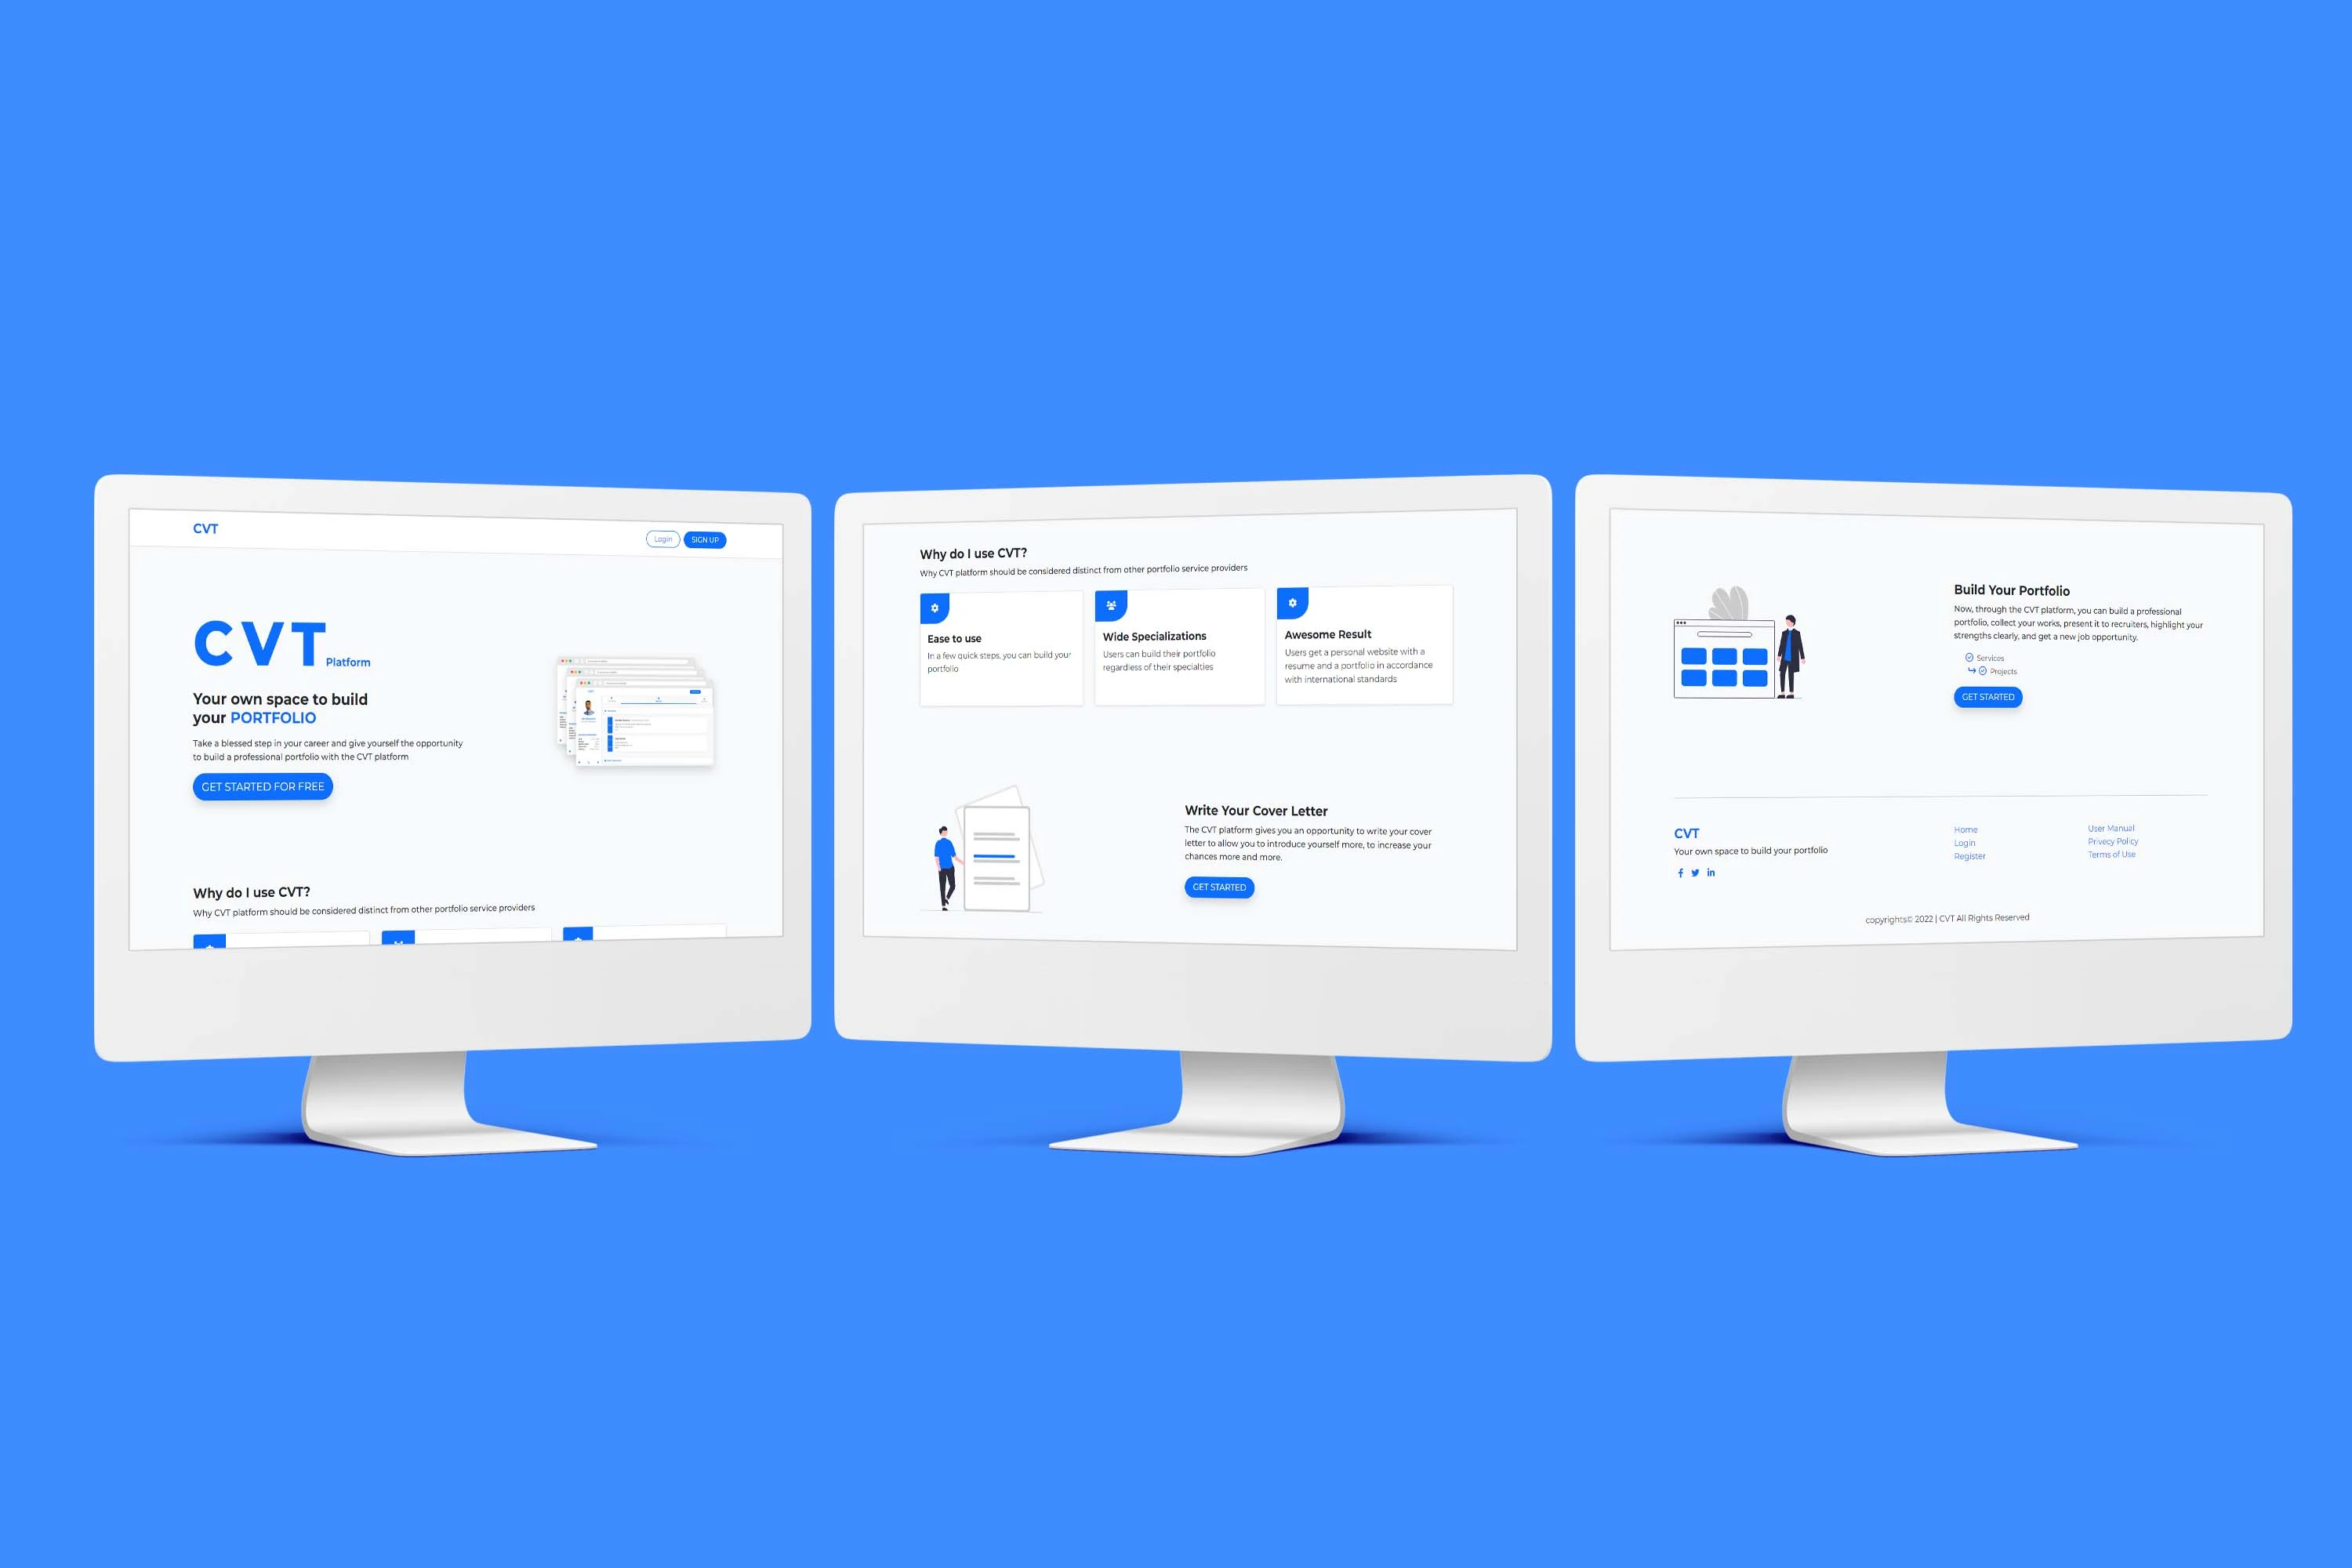 CVT
Login
SIGN UP
CVT Platform
Your own space to build
your PORTFOLIO
Take a blessed step in your career and give yourself the opportunity
to build a professional portfolio with the CVT platform
GET STARTED FOR FREE
Why do I use CVT?
Why CVT platform should be considered distinct from other portfolio service providers
Why do I use CVT?
Why CVT platform should be considered distinct from other portfolio service providers
Ease to use
In a few quick steps, you can build your
portfolio
Wide Specializations
Users can build their portfolio
regardless of their specialties
Awesome Result
Users get a personal website with a
resume and a portfolio in accordance
with international standards
Write Your Cover Letter
The CVT platform gives you an opportunity to write your cover
letter to allow you to introduce yourself more, to increase your
chances more and more.
GET STARTED
Build Your Portfolio
Now, through the CVT platform, you can build a professional
portfolio, collect your works, present it to recruiters, highlight your
strengths clearly, and get a new job opportunity.
Services
Projects
GET STARTED
CVT
Your own space to build your portfolio
Home
Login
Register
User Manual
Privecy Policy
Terms of Use
copyrights© 2022 | CVT All Rights Reserved